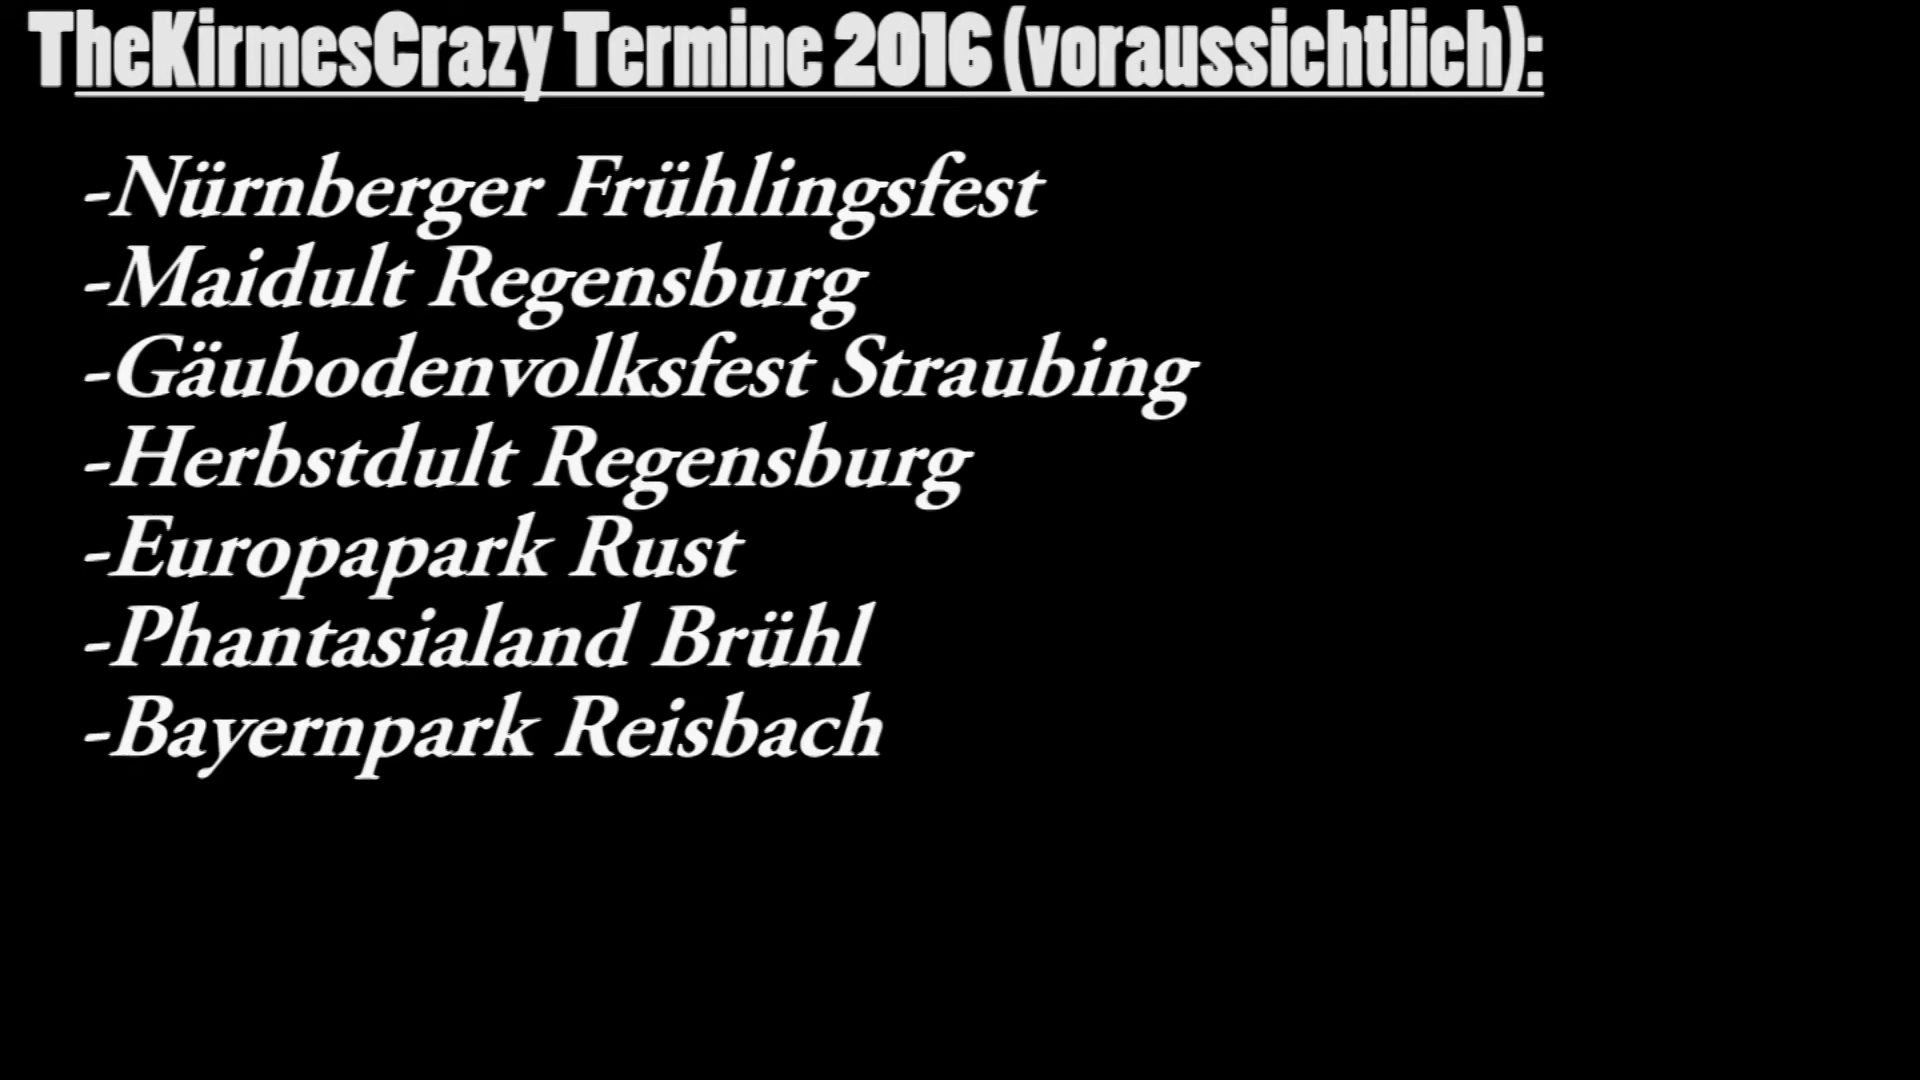 TheKirmesCrazy Termine 2016 (voraussichtlich):
-Nürnberger Frühlingsfest
-Maidult Regensburg
-Gäubodenvolksfest Straubing
-Herbstdult Regensburg
-Europapark Rust
-Phantasialand Brühl
-Bayernpark Reisbach